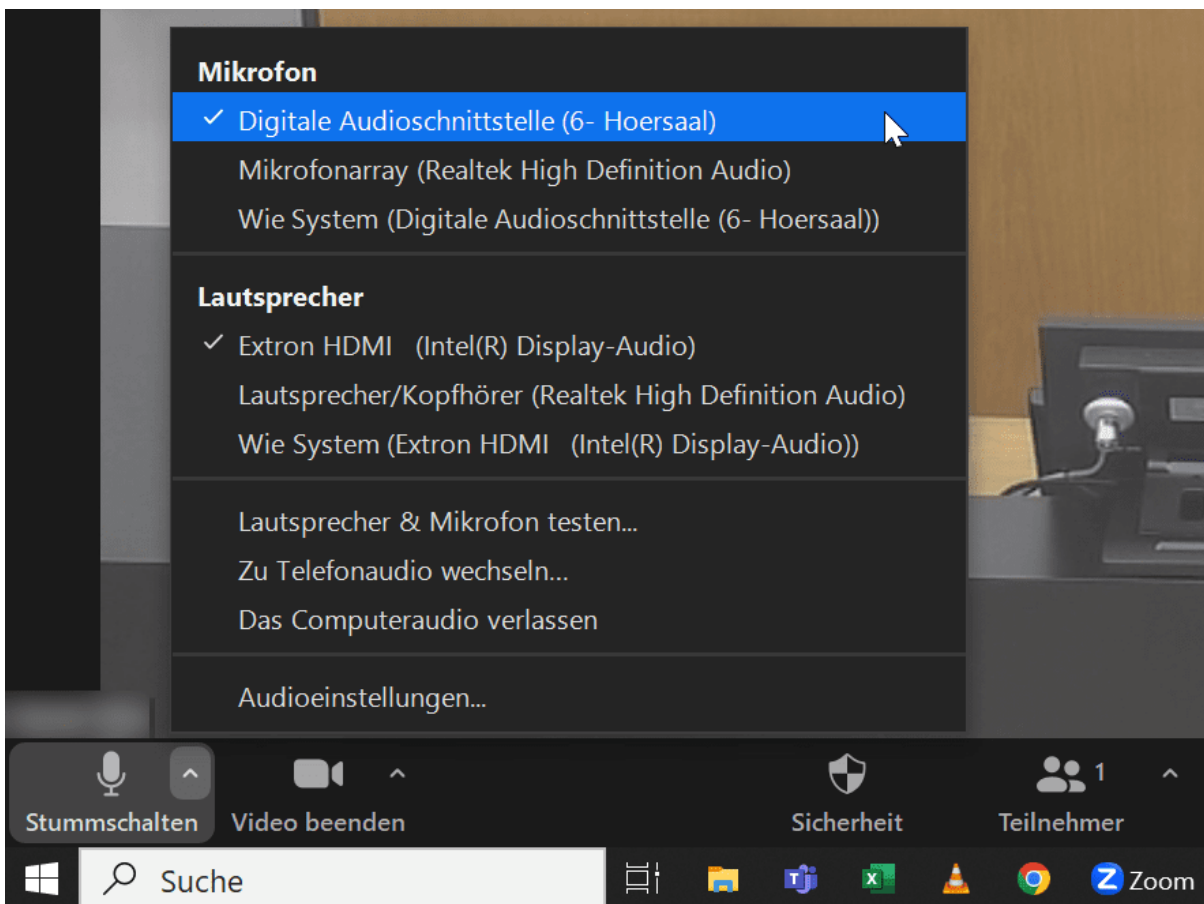 Mikrofon
Digitale Audioschnittstelle (6- Hoersaal)
Mikrofonarray (Realtek High Definition Audio)
Wie System (Digitale Audioschnittstelle (6- Hoersaal))
Lautsprecher
Extron HDMI (Intel(R) Display-Audio)
Lautsprecher/Kopfhörer (Realtek High Definition Audio)
Wie System (Extron HDMI (Intel(R) Display-Audio))
Lautsprecher & Mikrofon testen...
Zu Telefonaudio wechseln...
Das Computeraudio verlassen
Audioeinstellungen...
1
Stummschalten Video beenden Sicherheit Teilnehmer
Suche Zoom